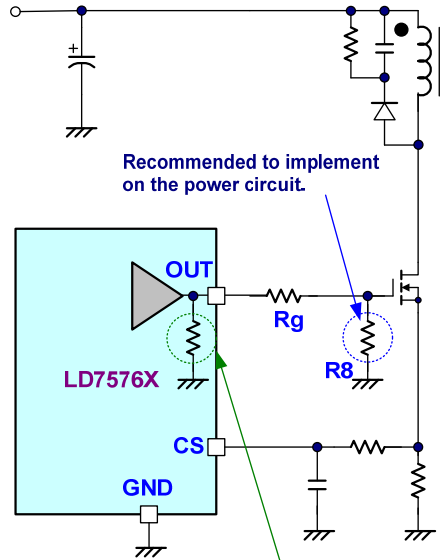 +
Recommended to implement
on the power circuit.
OUT
Rg
R8
LD7576X
CS
GND